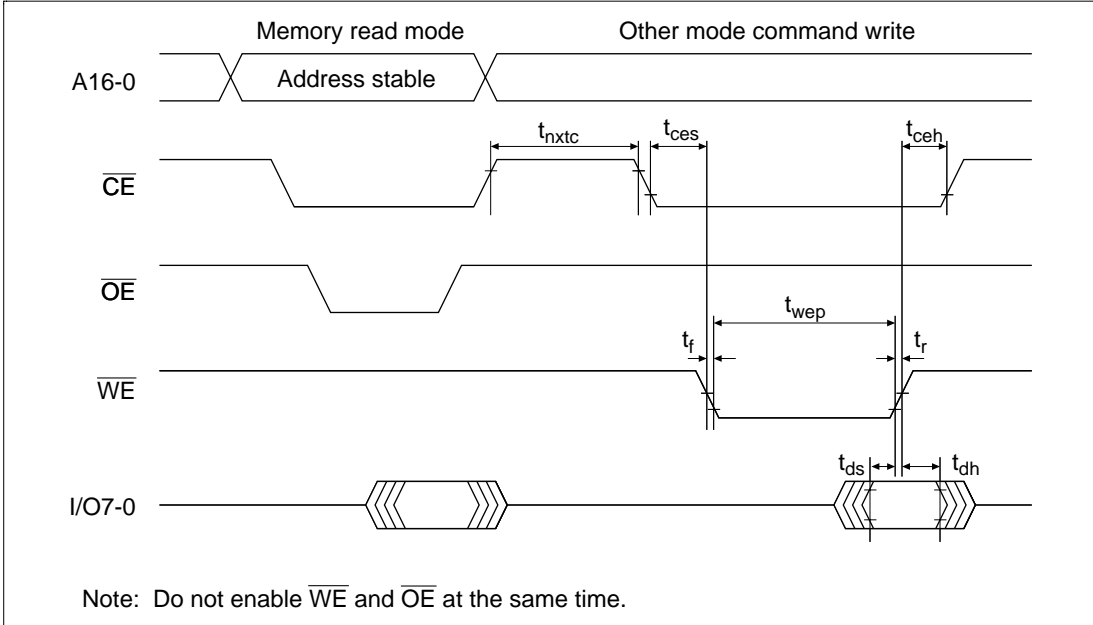 Memory read mode Other mode command write
A16-0 Address stable
tnxtc tces tceh
CE
OE
twep
tf tr
WE
tds tdh
I/O7-0
Note: Do not enable WE and OE at the same time.